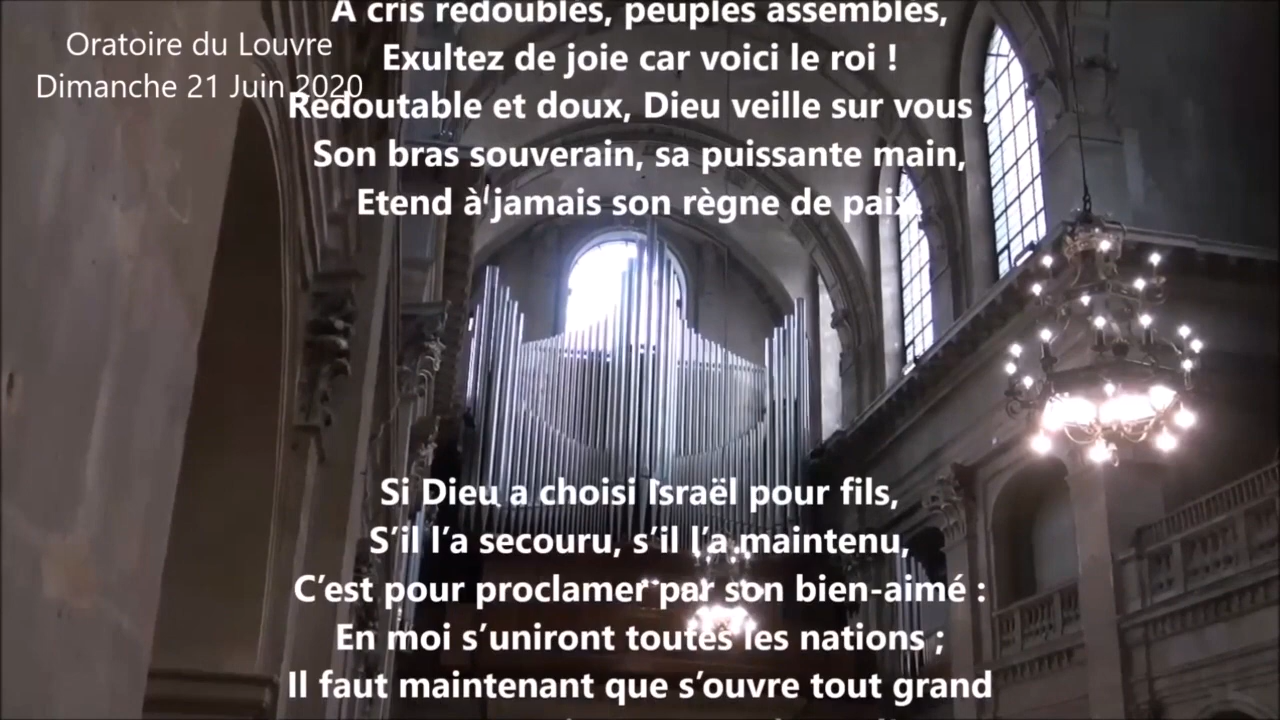 Oratoire du Louvre
Dimanche 21 Juin 2020
A cris redoublés, peuples assemblés,
Exultez de joie car voici le roi !
Redoutable et doux, Dieu veille sur vous
Son bras souverain, sa puissante main,
Etend à jamais son règne de paix.
Si Dieu a choisi Israël pour fils,
S’il l’a secouru, s’il l’a maintenu,
C’est pour proclamer par son bien-aimé :
En moi s’uniront toutes les nations ;
Il faut maintenant que s’ouvre tout grand